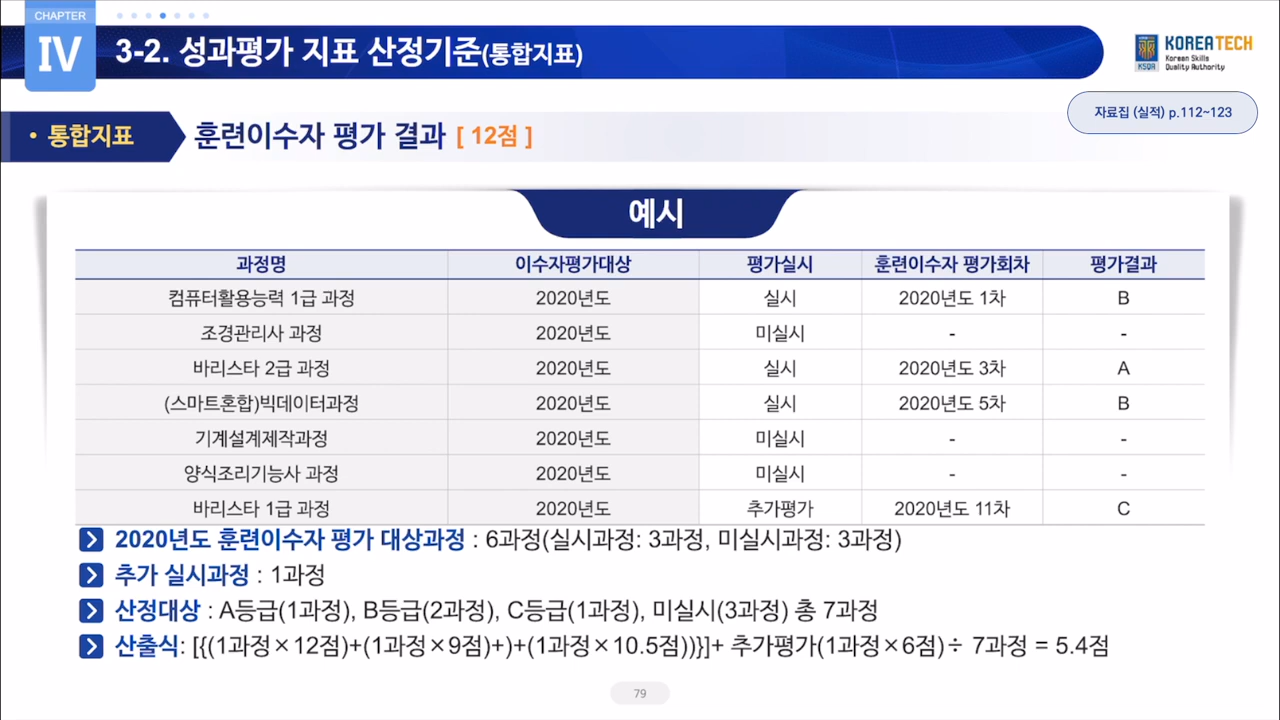 CHAPTER
IV
3-2. 성과평가 지표 산정기준(통합지표)
KOREATECH
KSQA
Korean Skills
Quality Authority
자료집 (실적) p.112~123
• 통합지표
훈련이수자 평가 결과 [ 12점 ]
예시
과정명 이수자평가대상 평가실시 훈련이수자 평가회차 평가결과
컴퓨터활용능력 1급 과정 2020년도 실시 2020년도 1차 B
조경관리사 과정 2020년도 미실시 - -
바리스타 2급 과정 2020년도 실시 2020년도 3차 A
(스마트혼합)빅데이터과정 2020년도 실시 2020년도 5차 B
기계설계제작과정 2020년도 미실시 - -
양식조리기능사 과정 2020년도 미실시 - -
바리스타 1급 과정 2020년도 추가평가 2020년도 11차 C
2020년도 훈련이수자 평가 대상과정 : 6과정(실시과정: 3과정, 미실시과정: 3과정)
추가 실시과정 : 1과정
산정대상 : A등급(1과정), B등급(2과정), C등급(1과정), 미실시(3과정) 총 7과정
산출식: [{(1과정×12점)+(1과정×9점)+)+(1과정×10.5점))}]+ 추가평가(1과정×6점)÷ 7과정 = 5.4점
79